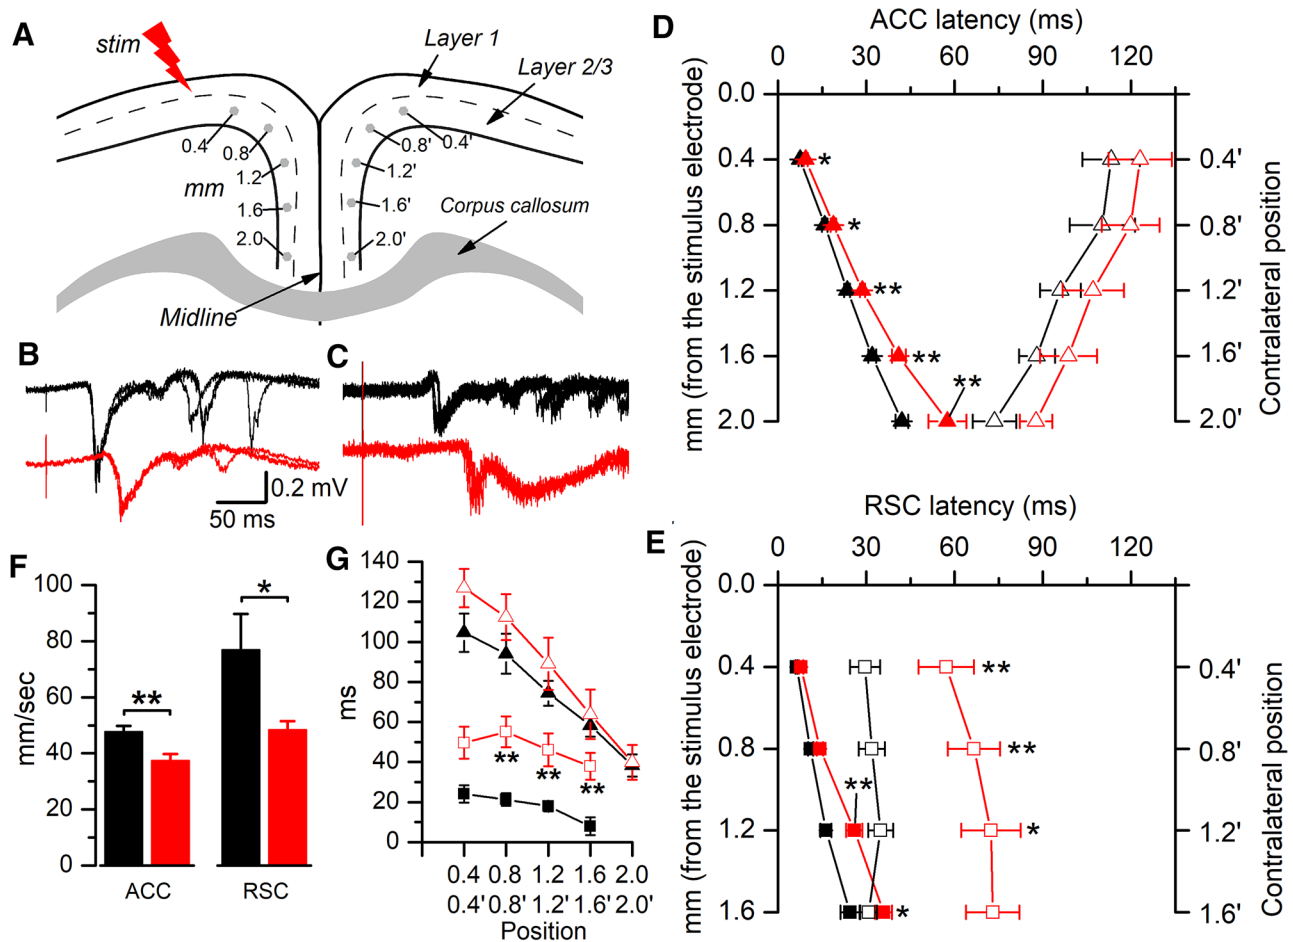 A
stim
Layer 1
Layer 2/3
0.4
0.8
1.2
1.6
2.0
mm
0.4'
0.8'
1.2'
1.6'
2.0'
Corpus callosum
Midline
B
C
0.2 mV
50 ms
D
ACC latency (ms)
0 30 60 90 120
mm (from the stimulus electrode)
0.0
0.4 * 0.4'
0.8 * 0.8'
1.2 ** 1.2'
1.6 ** 1.6'
**
2.0 2.0'
Contralateral position
E
RSC latency (ms)
0 30 60 90 120
mm (from the stimulus electrode)
0.0
0.4 ** 0.4'
0.8 ** 0.8'
**
1.2 * 1.2'
1.6 * 1.6'
Contralateral position
F
mm/sec
100
80
60
40
20
0
**
*
ACC RSC
G
ms
140
120
100
80
60
40
20
0
** ** **
0.4 0.8 1.2 1.6 2.0
0.4' 0.8' 1.2' 1.6' 2.0'
Position